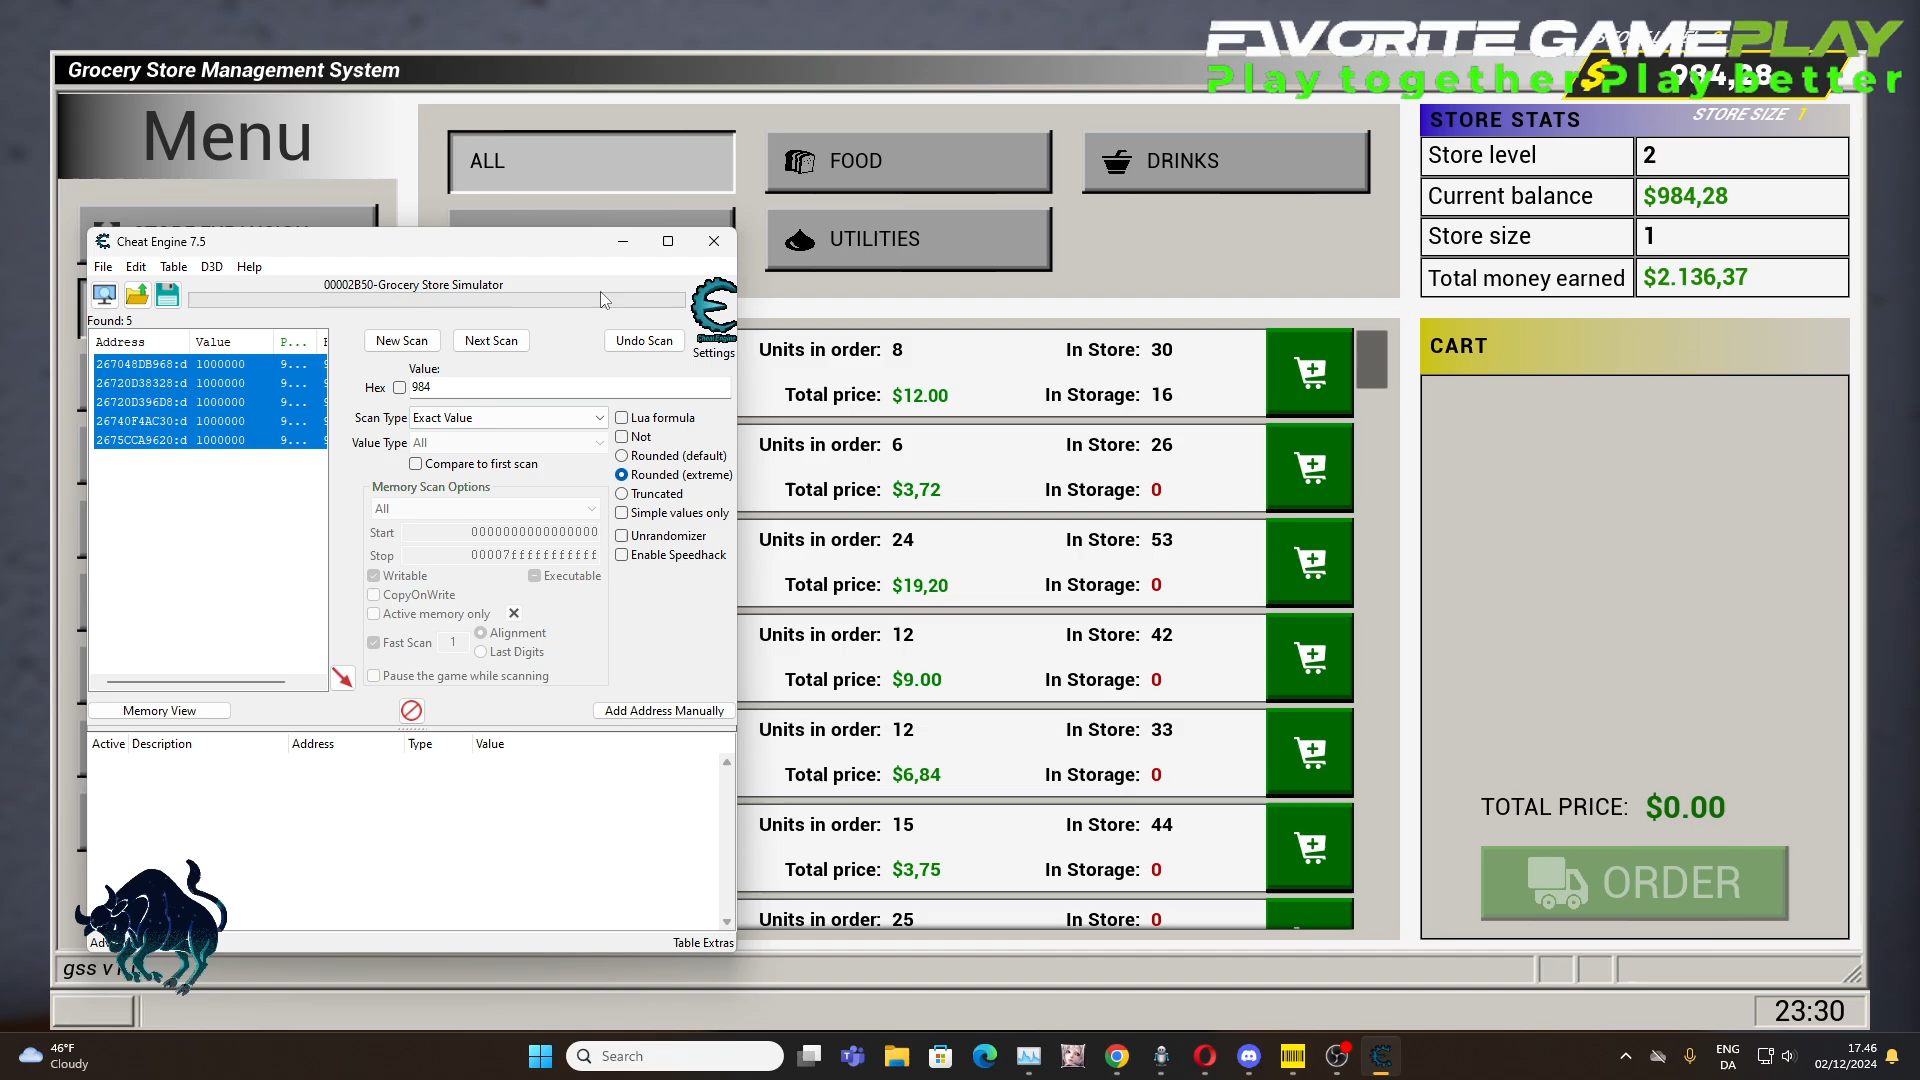 FAVORITE GAMEPLAY
Play together Play better
984,28
STORE SIZE 1
Grocery Store Management System
Menu
ALL
FOOD
DRINKS
UTILITIES
STORE STATS
Store level 2
Current balance $984,28
Store size 1
Total money earned $2.136,37
CART
TOTAL PRICE: $0.00
ORDER
Units in order: 8 In Store: 30
Total price: $12.00 In Storage: 16
Units in order: 6 In Store: 26
Total price: $3,72 In Storage: 0
Units in order: 24 In Store: 53
Total price: $19,20 In Storage: 0
Units in order: 12 In Store: 42
Total price: $9.00 In Storage: 0
Units in order: 12 In Store: 33
Total price: $6,84 In Storage: 0
Units in order: 15 In Store: 44
Total price: $3,75 In Storage: 0
Units in order: 25 In Store: 0
Cheat Engine 7.5
File Edit Table D3D Help
00002B50-Grocery Store Simulator
Found: 5
Address Value P...
267048DB968:d 1000000 9...
26720D38328:d 1000000 9...
26720D396D8:d 1000000 9...
26740F4AC30:d 1000000 9...
2675CCA9620:d 1000000 9...
New Scan Next Scan Undo Scan
Cheat Engine
Settings
Value:
Hex 984
Scan Type Exact Value
Value Type All
Compare to first scan
Lua formula
Not
Rounded (default)
Rounded (extreme)
Truncated
Simple values only
Unrandomizer
Enable Speedhack
Memory Scan Options
All
Start 0000000000000000
Stop 00007fffffffffff
Writable Executable
CopyOnWrite
Active memory only
Fast Scan 1 Alignment
Last Digits
Pause the game while scanning
Memory View Add Address Manually
Active Description Address Type Value
Table Extras
gss v
23:30
46°F
Cloudy
Search
ENG
DA
17.46
02/12/2024